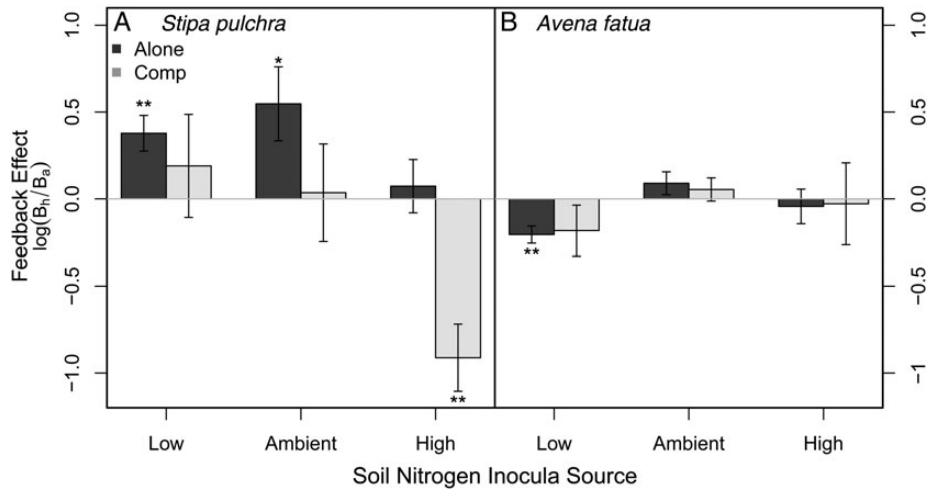 A Stipa pulchra
B Avena fatua
Alone
Comp
Feedback Effect
log(Bh/Ba)
1.0
0.5
0.0
−0.5
−1.0
**
*
**
**
1.0
0.5
0.0
−0.5
−1
Low Ambient High Low Ambient High
Soil Nitrogen Inocula Source